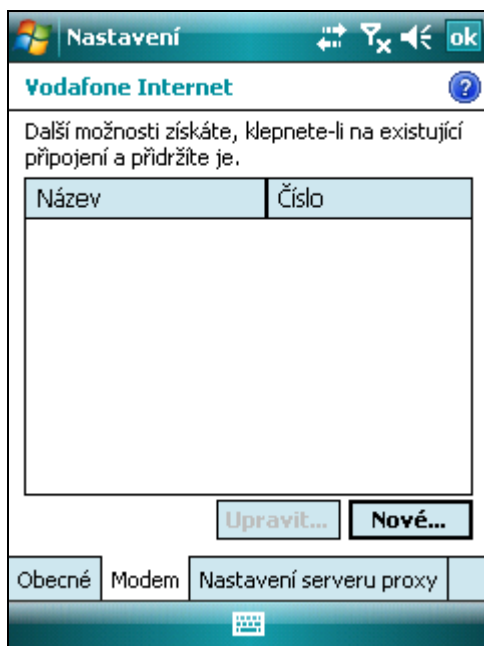 Nastavení ok
Vodafone Internet
Další možnosti získáte, klepnete-li na existující
připojení a přidržíte je.
Název Číslo
Upravit... Nové...
Obecné Modem Nastavení serveru proxy